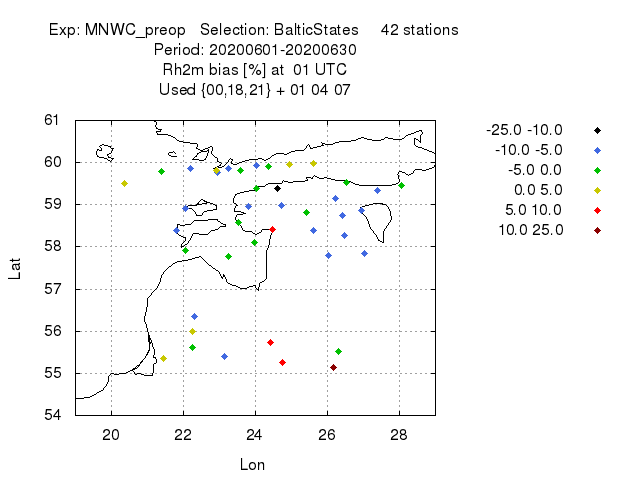 Exp: MNWC_preop   Selection: BalticStates     42 stations
Period: 20200601-20200630
Rh2m bias [%] at  01 UTC
Used {00,18,21} + 01 04 07
61
60
59
58
57
56
55
54
Lat
20 22 24 26 28
Lon
-25.0 -10.0
-10.0 -5.0
-5.0 0.0
0.0 5.0
5.0 10.0
10.0 25.0